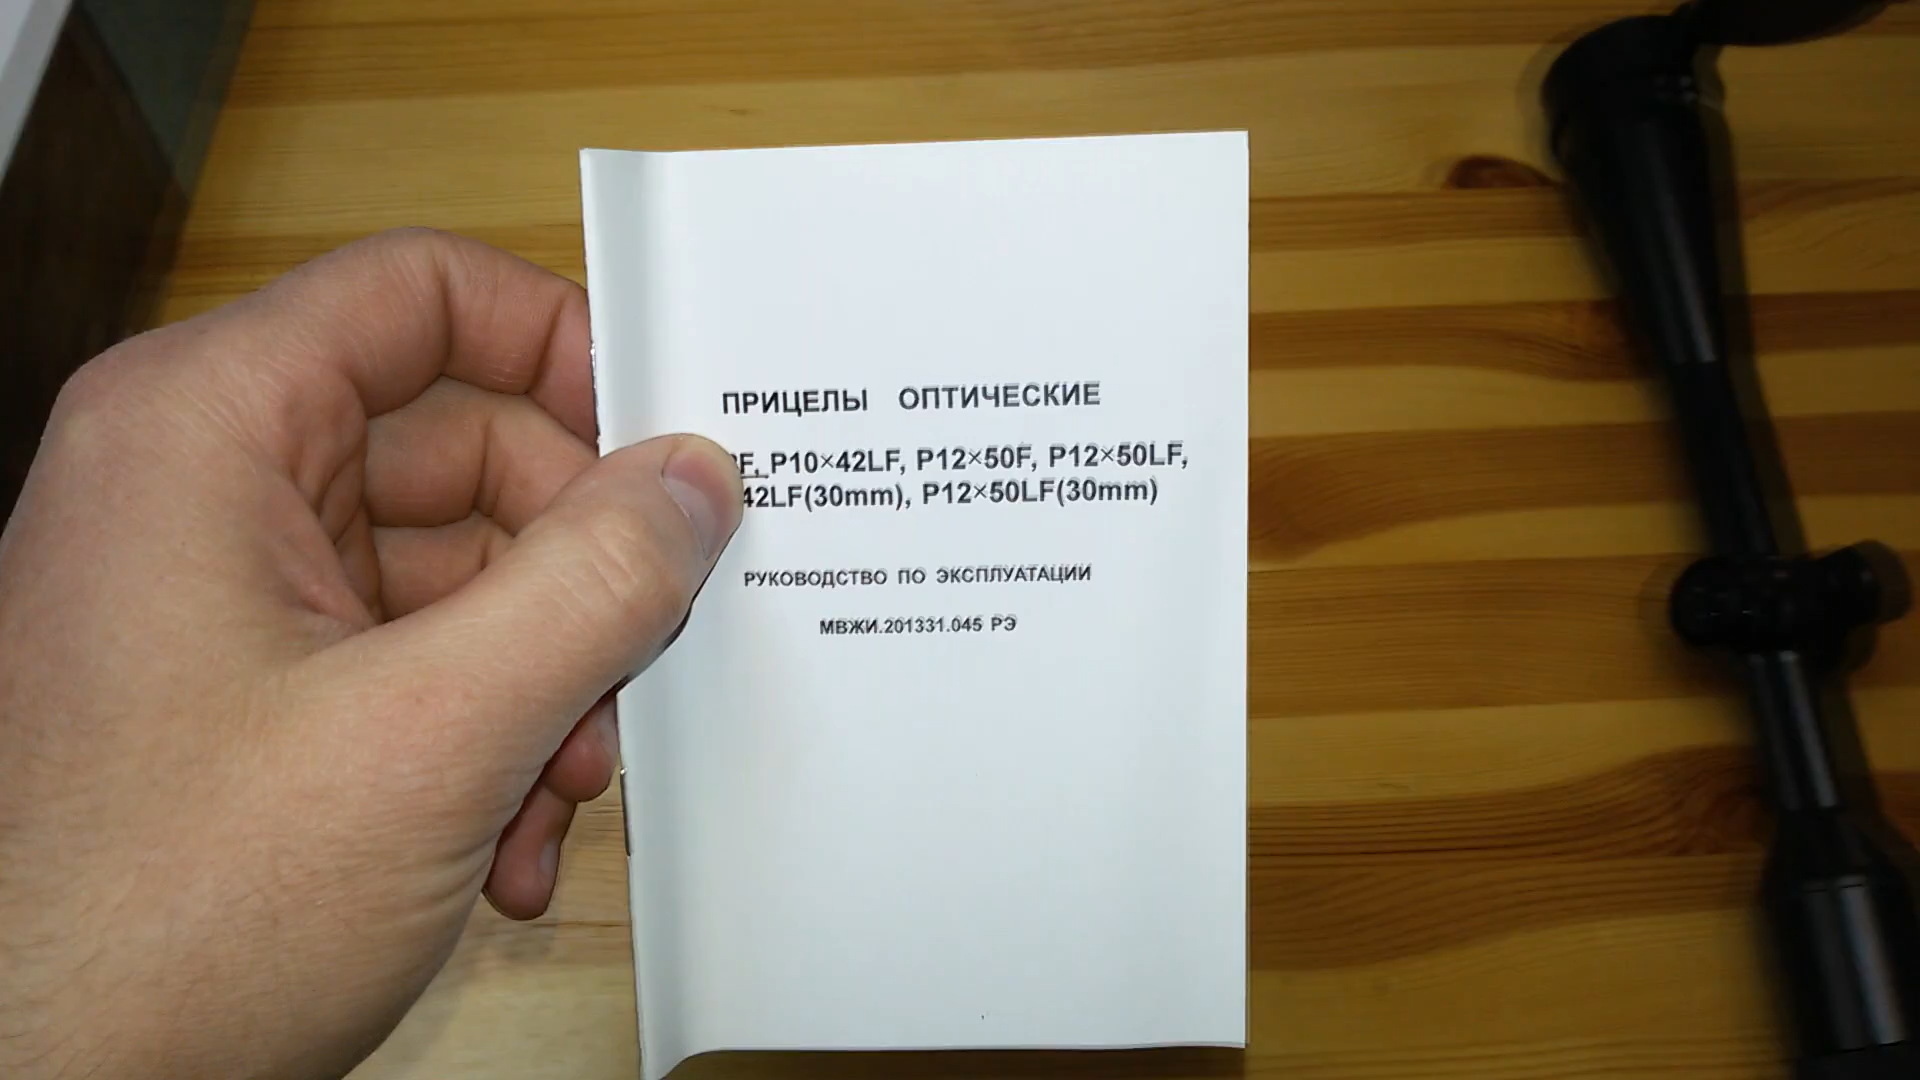 ПРИЦЕЛЫ ОПТИЧЕСКИЕ
F, P10×42LF, P12×50F, P12×50LF,
42LF(30mm), P12×50LF(30mm)
РУКОВОДСТВО ПО ЭКСПЛУАТАЦИИ
МВЖИ.201331.045 РЭ